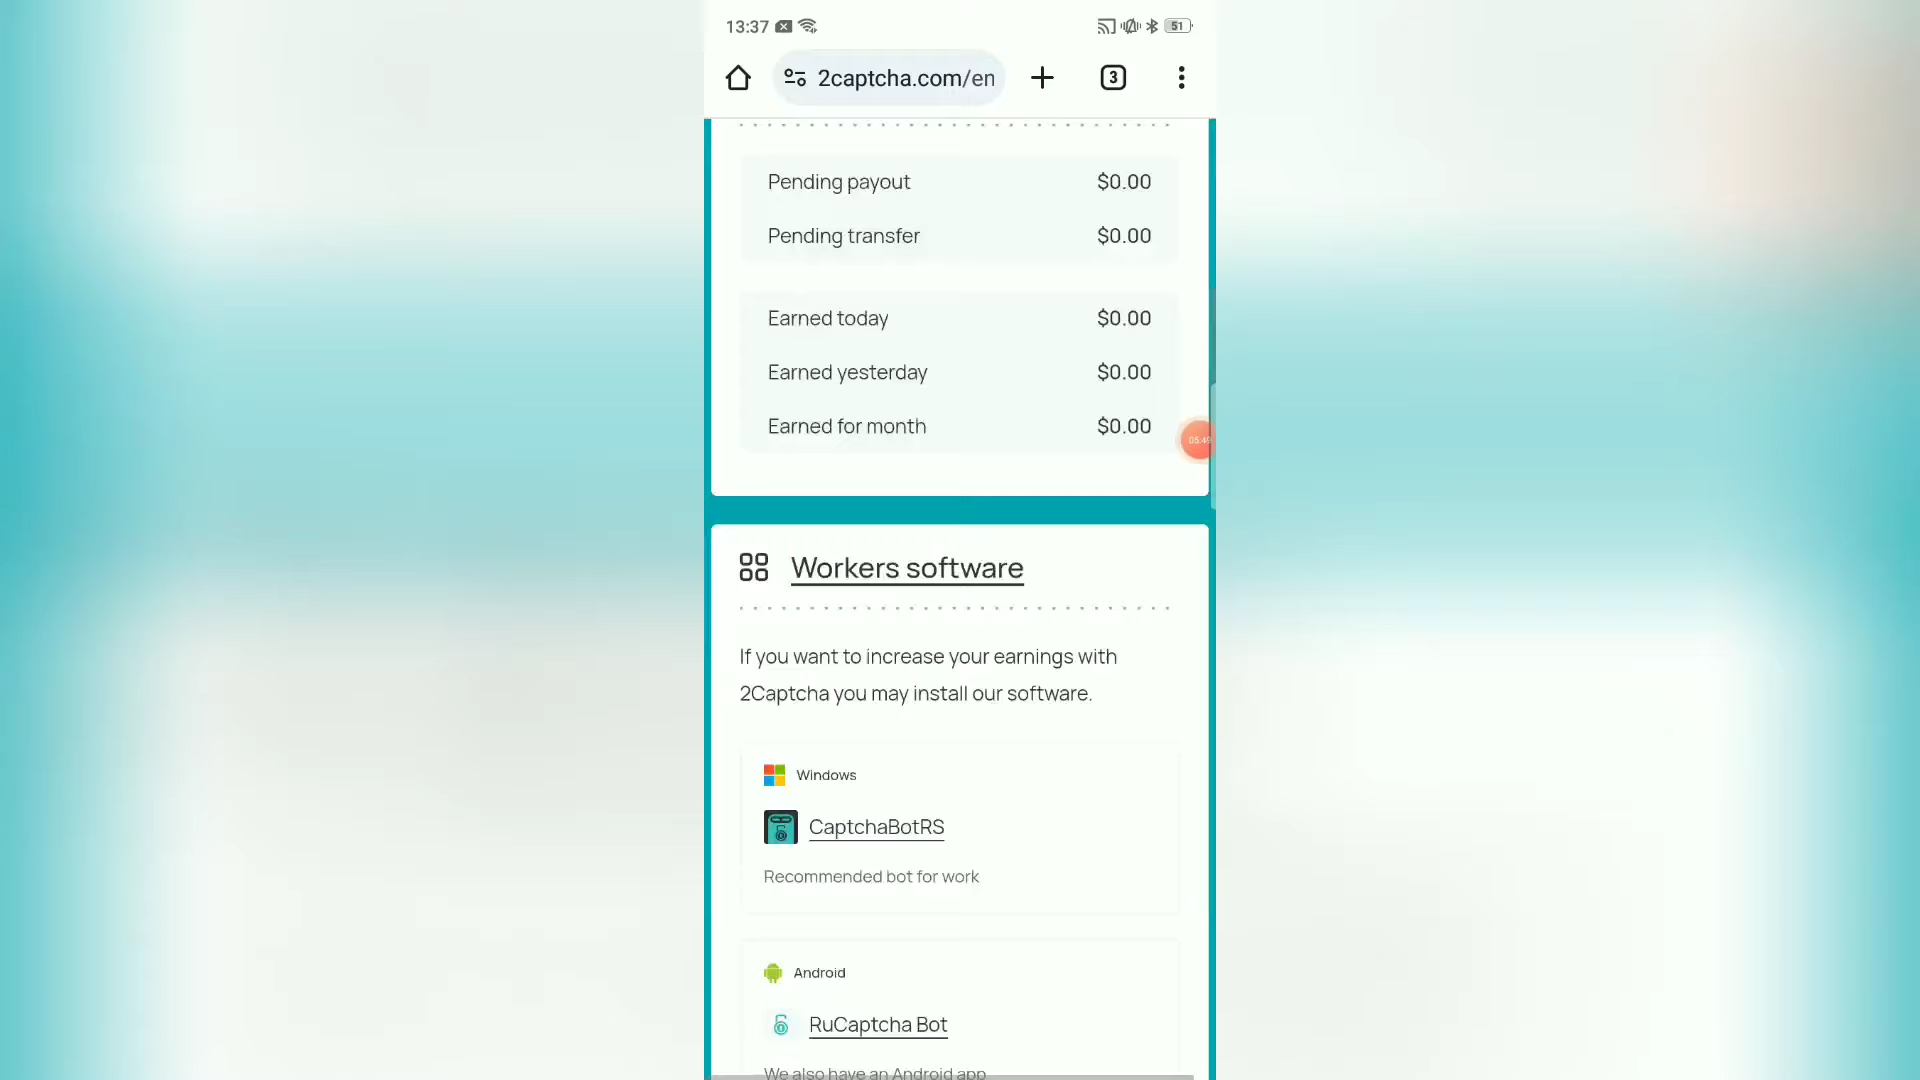 13:37
51
2captcha.com/en
3
Pending payout $0.00
Pending transfer $0.00
Earned today $0.00
Earned yesterday $0.00
Earned for month $0.00
05:49
Workers software
If you want to increase your earnings with
2Captcha you may install our software.
Windows
CaptchaBotRS
Recommended bot for work
Android
RuCaptcha Bot
We also have an Android app